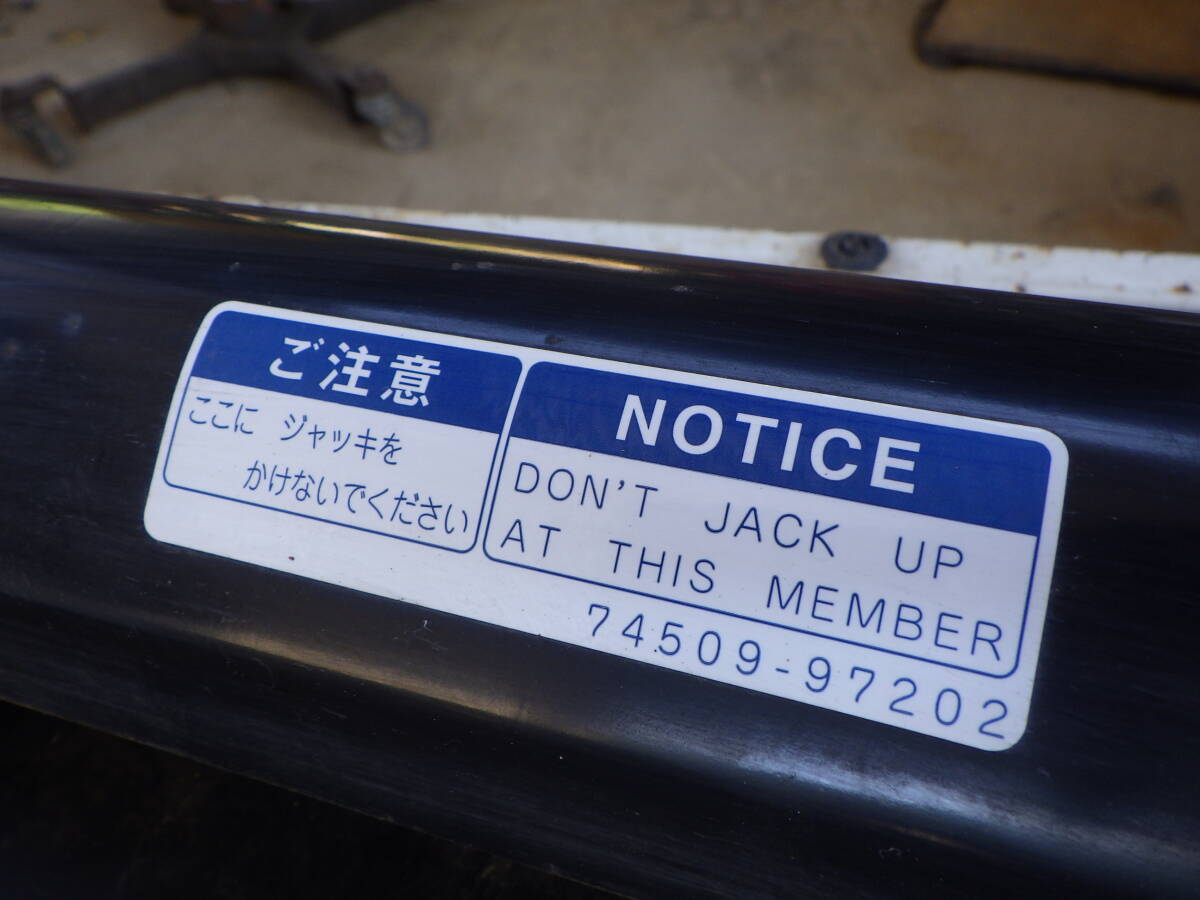 ご注意
ここに ジャッキを
かけないでください
NOTICE
DON'T JACK UP
AT THIS MEMBER
74509-97202